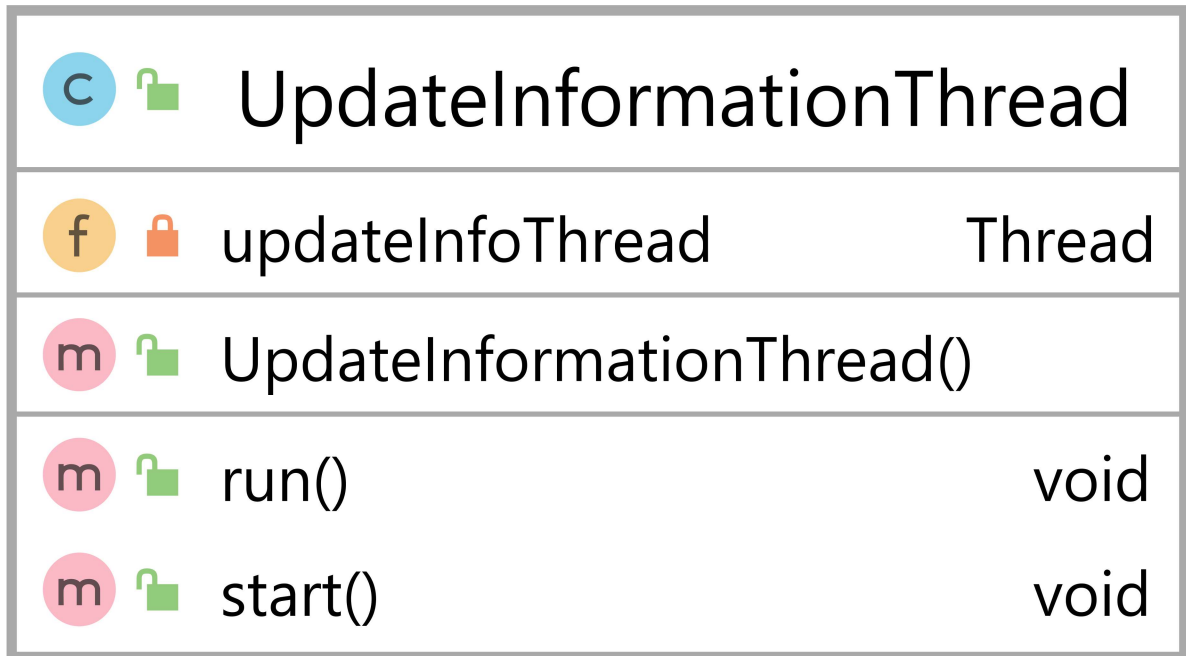 c UpdateInformationThread
f updateInfoThread Thread
m UpdateInformationThread()
m run() void
m start() void